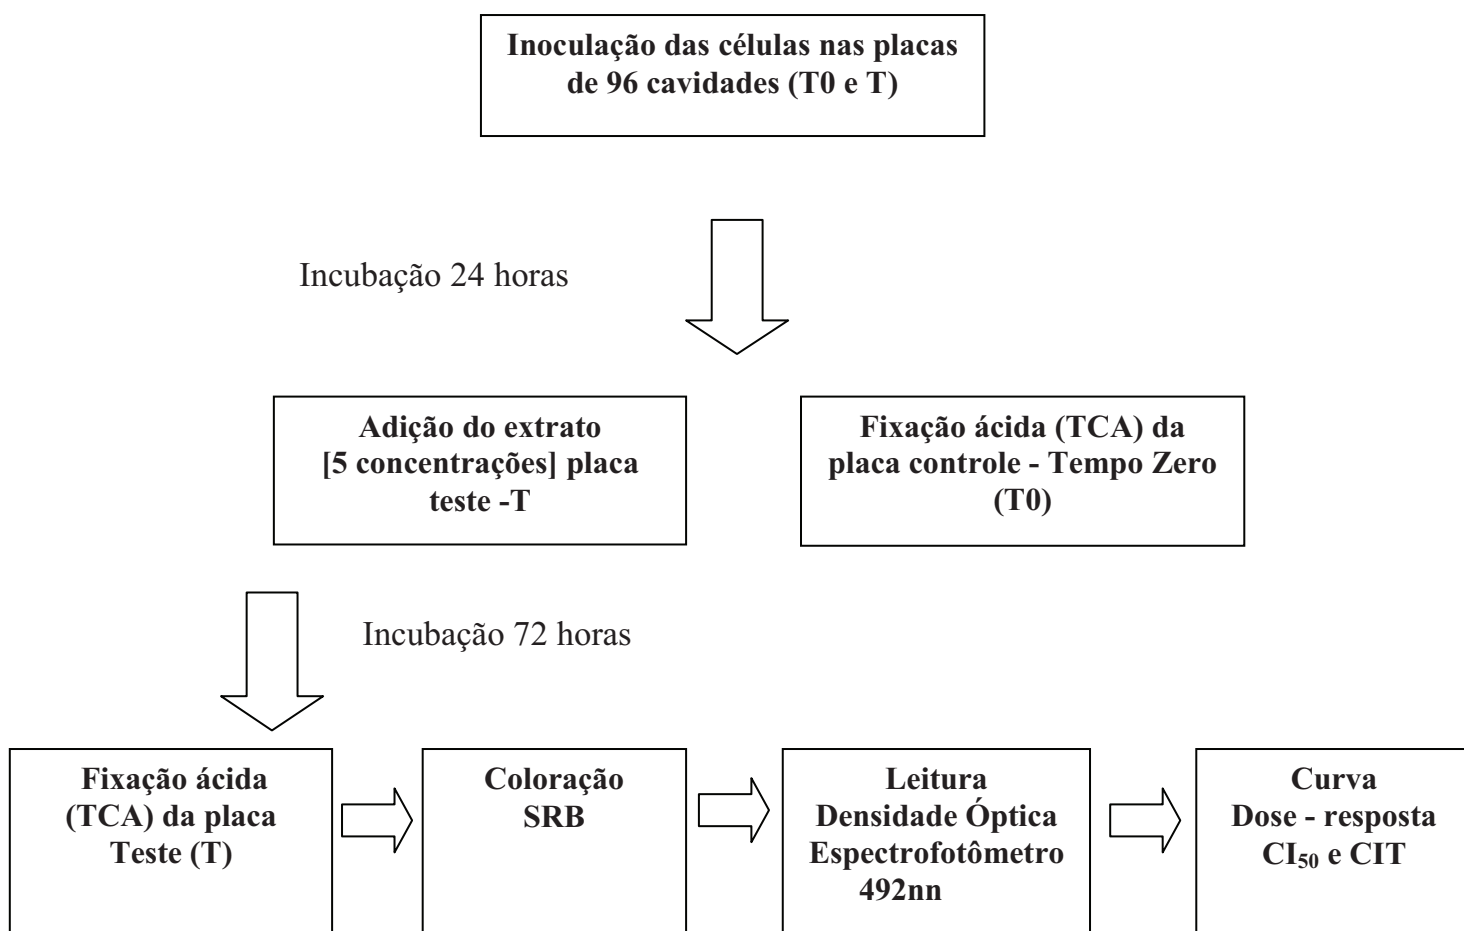 Inoculação das células nas placas
de 96 cavidades (T0 e T)
Incubação 24 horas
Adição do extrato
[5 concentrações] placa
teste -T
Fixação ácida (TCA) da
placa controle - Tempo Zero
(T0)
Incubação 72 horas
Fixação ácida
(TCA) da placa
Teste (T)
Coloração
SRB
Leitura
Densidade Óptica
Espectrofotômetro
492nn
Curva
Dose - resposta
CI₅₀ e CIT